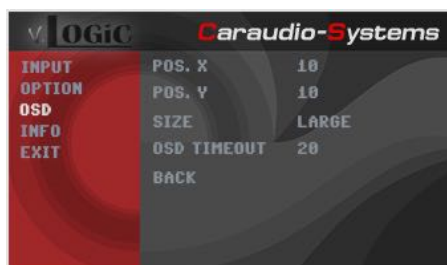 v.LOGiC Caraudio-Systems
INPUT POS. X 10
OPTION POS. Y 10
OSD SIZE LARGE
INFO OSD TIMEOUT 20
EXIT BACK